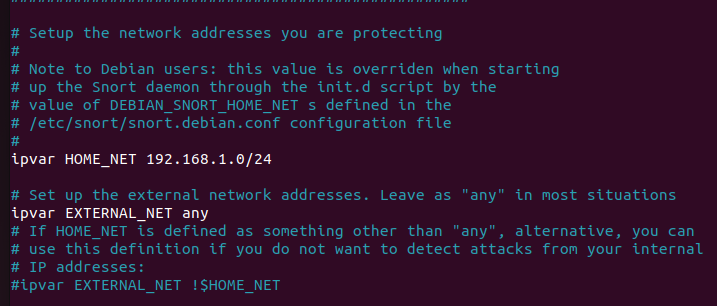 # Setup the network addresses you are protecting
#
# Note to Debian users: this value is overriden when starting
# up the Snort daemon through the init.d script by the
# value of DEBIAN_SNORT_HOME_NET s defined in the
# /etc/snort/snort.debian.conf configuration file
#
ipvar HOME_NET 192.168.1.0/24
# Set up the external network addresses. Leave as "any" in most situations
ipvar EXTERNAL_NET any
# If HOME_NET is defined as something other than "any", alternative, you can
# use this definition if you do not want to detect attacks from your internal
# IP addresses:
#ipvar EXTERNAL_NET !$HOME_NET